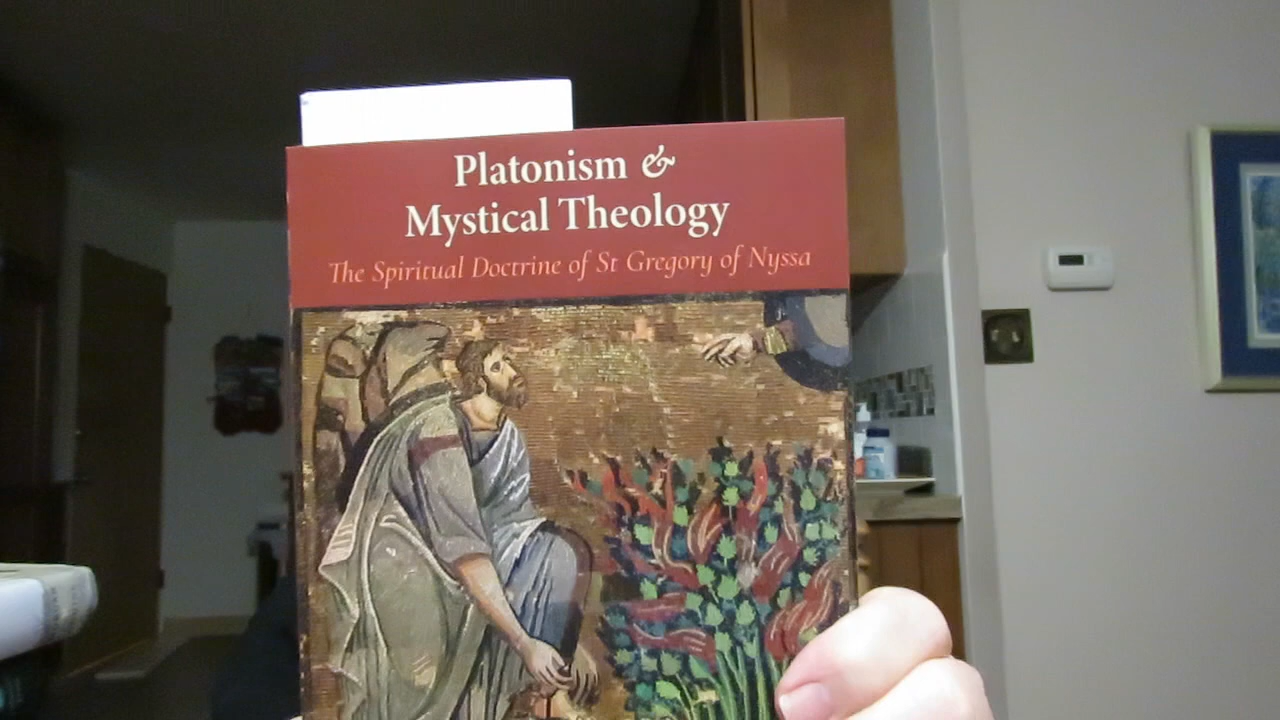 Platonism &
Mystical Theology
The Spiritual Doctrine of St Gregory of Nyssa